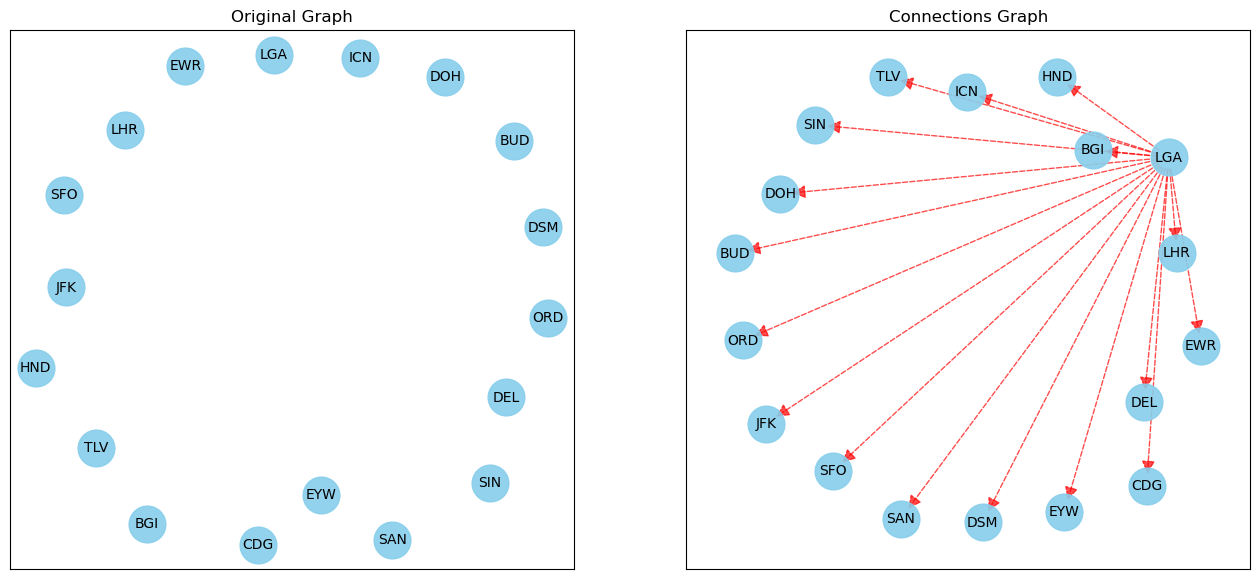 Original Graph
LGA
ICN
EWR
DOH
LHR
BUD
SFO
DSM
JFK
ORD
HND
DEL
TLV
SIN
EYW
BGI
SAN
CDG
Connections Graph
TLV
HND
ICN
SIN
BGI
LGA
DOH
BUD
LHR
ORD
EWR
DEL
JFK
SFO
CDG
EYW
SAN
DSM